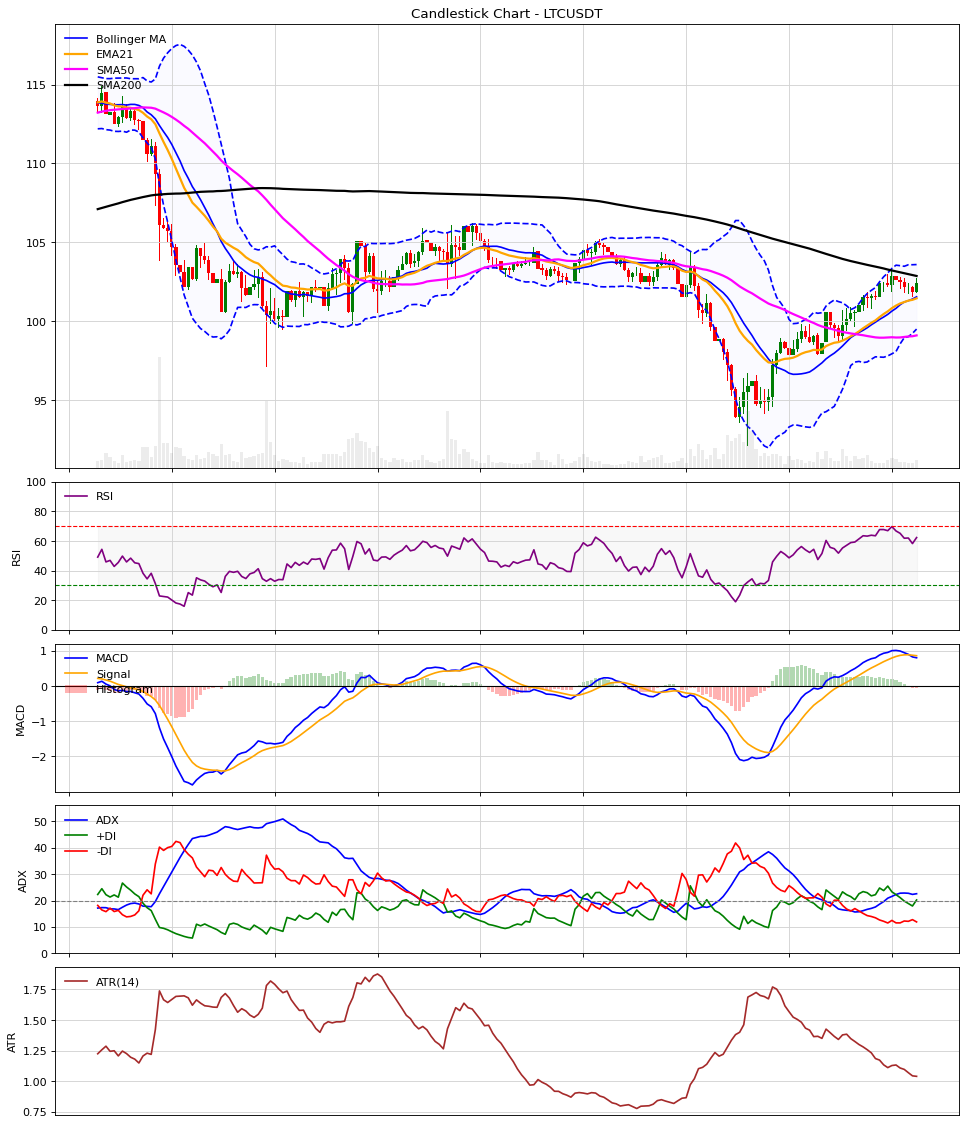 Candlestick Chart - LTCUSDT
Bollinger MA
EMA21
SMA50
SMA200
115
110
105
100
95
RSI
100
80
60
40
20
0
RSI
MACD
Signal
Histogram
1
0
−1
−2
MACD
ADX
+DI
-DI
50
40
30
20
10
0
ADX
ATR(14)
1.75
1.50
1.25
1.00
0.75
ATR